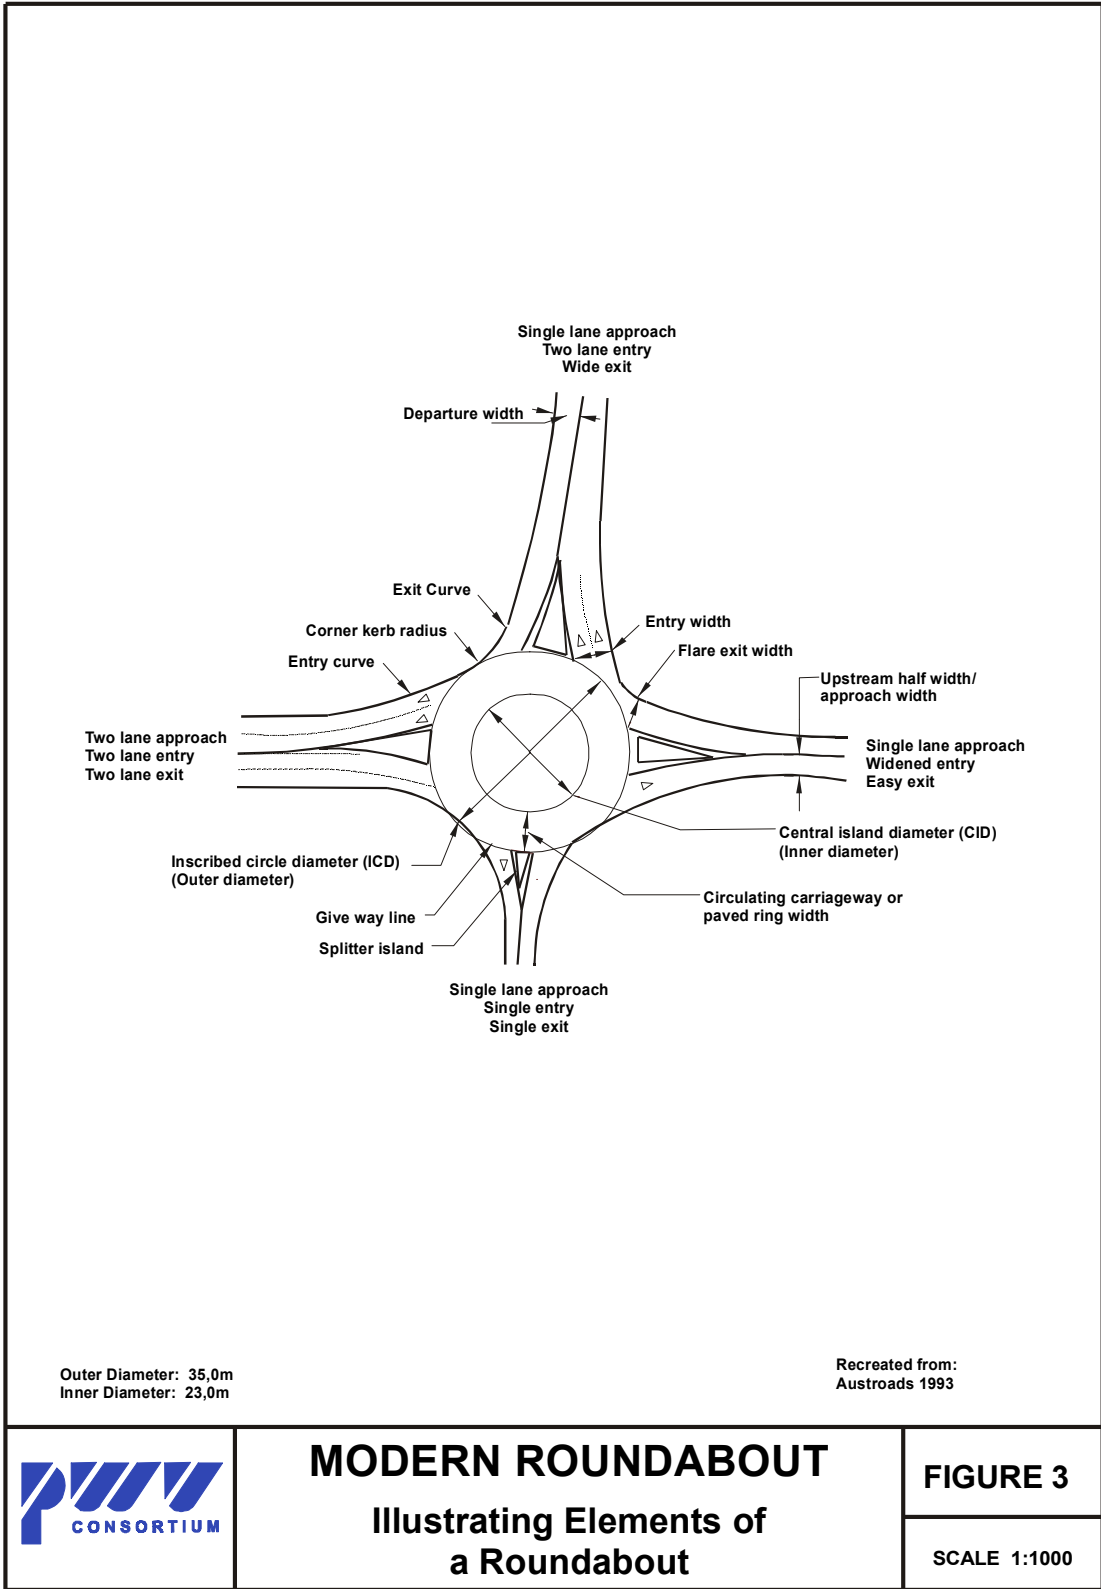 Single lane approach
Two lane entry
Wide exit
Departure width
Exit Curve
Corner kerb radius
Entry curve
Entry width
Flare exit width
Upstream half width/
approach width
Two lane approach
Two lane entry
Two lane exit
Single lane approach
Widened entry
Easy exit
Central island diameter (CID)
(Inner diameter)
Inscribed circle diameter (ICD)
(Outer diameter)
Circulating carriageway or
paved ring width
Give way line
Splitter island
Single lane approach
Single entry
Single exit
Outer Diameter: 35,0m
Inner Diameter: 23,0m
Recreated from:
Austroads 1993
pwv
CONSORTIUM
MODERN ROUNDABOUT
Illustrating Elements of
a Roundabout
FIGURE 3
SCALE 1:1000